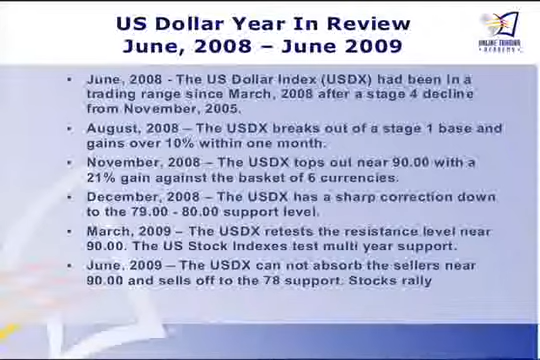 US Dollar Year In Review
June, 2008 – June 2009
ONLINE TRADING
ACADEMY
• June, 2008 - The US Dollar Index (USDX) had been in a
trading range since March, 2008 after a stage 4 decline
from November, 2005.
• August, 2008 – The USDX breaks out of a stage 1 base and
gains over 10% within one month.
• November, 2008 – The USDX tops out near 90.00 with a
21% gain against the basket of 6 currencies.
• December, 2008 – The USDX has a sharp correction down
to the 79.00 - 80.00 support level.
• March, 2009 – The USDX retests the resistance level near
90.00. The US Stock Indexes test multi year support.
• June, 2009 – The USDX can not absorb the sellers near
90.00 and sells off to the 78 support. Stocks rally